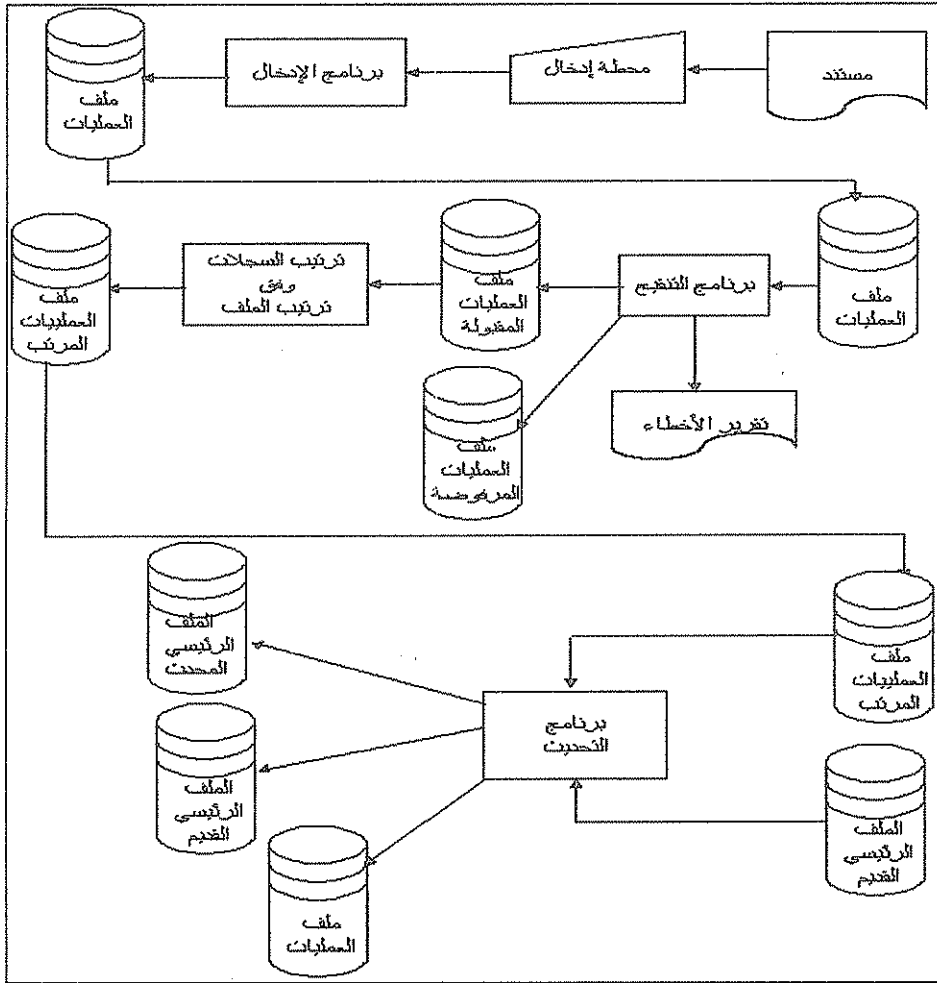 مستند
محطة إدخال
برنامج الإدخال
ملف
العمليات
ملف
العمليات
برنامج التنقيح
ملف
العمليات
المقبولة
ترتيب السجلات
وفق
ترتيب الملف
ملف
العمليات
المرتب
تقرير الأخطاء
ملف
العمليات
المرفوضة
ملف
العمليات
المرتب
الملف
الرئيسي
القديم
برنامج
التحديث
الملف
الرئيسي
المحدث
الملف
الرئيسي
القديم
ملف
العمليات